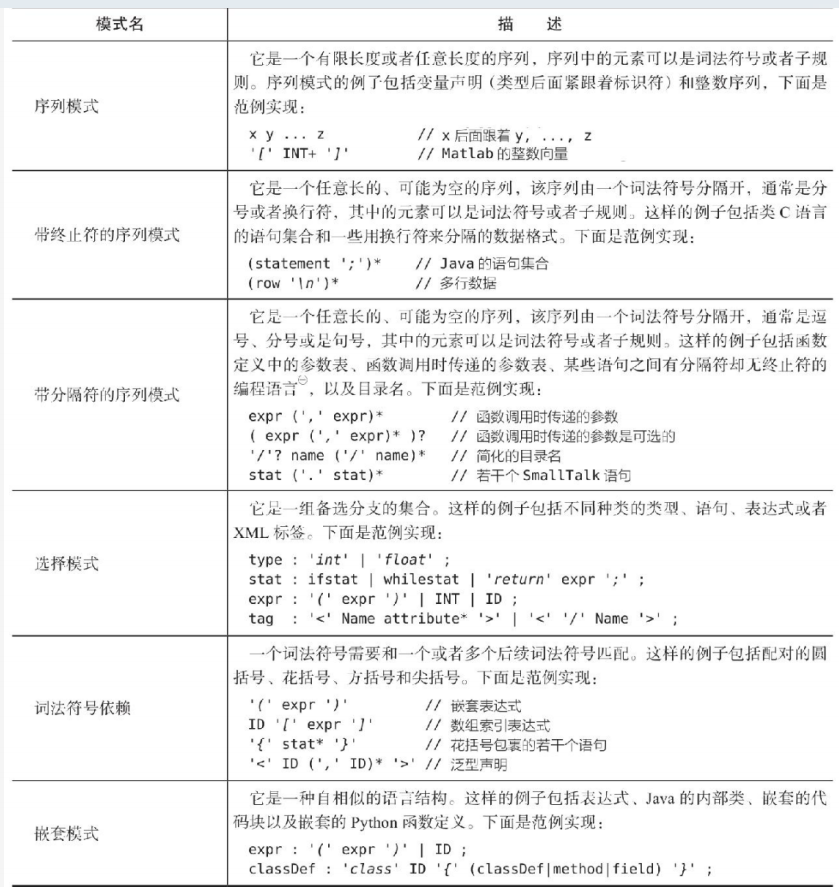 模式名 描 述
序列模式
它是一个有限长度或者任意长度的序列，序列中的元素可以是词法符号或者子规
则。序列模式的例子包括变量声明（类型后面紧跟着标识符）和整数序列，下面是
范例实现：
x y ... z // x 后面跟着 y, ..., z
'[' INT+ ']' // Matlab 的整数向量
带终止符的序列模式
它是一个任意长的、可能为空的序列，该序列由一个词法符号分隔开，通常是分
号或者换行符，其中的元素可以是词法符号或者子规则。这样的例子包括类 C 语言
的语句集合和一些用换行符来分隔的数据格式。下面是范例实现：
(statement ';')* // Java 的语句集合
(row '\n')* // 多行数据
带分隔符的序列模式
它是一个任意长的、可能为空的序列，该序列由一个词法符号分隔开，通常是逗
号、分号或是句号，其中的元素可以是词法符号或者子规则。这样的例子包括函数
定义中的参数表、函数调用时传递的参数表、某些语句之间有分隔符却无终止符的
编程语言㊀，以及目录名。下面是范例实现：
expr (',' expr)* // 函数调用时传递的参数
( expr (',' expr)* )? // 函数调用时传递的参数是可选的
'/'? name ('/' name)* // 简化的目录名
stat ('.' stat)* // 若干个 SmallTalk 语句
选择模式
它是一组备选分支的集合。这样的例子包括不同种类的类型、语句、表达式或者
XML 标签。下面是范例实现：
type : 'int' | 'float' ;
stat : ifstat | whilestat | 'return' expr ';' ;
expr : '(' expr ')' | INT | ID ;
tag : '<' Name attribute* '>' | '<' '/' Name '>' ;
词法符号依赖
一个词法符号需要和一个或者多个后续词法符号匹配。这样的例子包括配对的圆
括号、花括号、方括号和尖括号。下面是范例实现：
'(' expr ')' // 嵌套表达式
ID '[' expr ']' // 数组索引表达式
'{' stat* '}' // 花括号包裹的若干个语句
'<' ID (',' ID)* '>' // 泛型声明
嵌套模式
它是一种自相似的语言结构。这样的例子包括表达式、Java 的内部类、嵌套的代
码块以及嵌套的 Python 函数定义。下面是范例实现：
expr : '(' expr ')' | ID ;
classDef : 'class' ID '{' (classDef|method|field) '}' ;